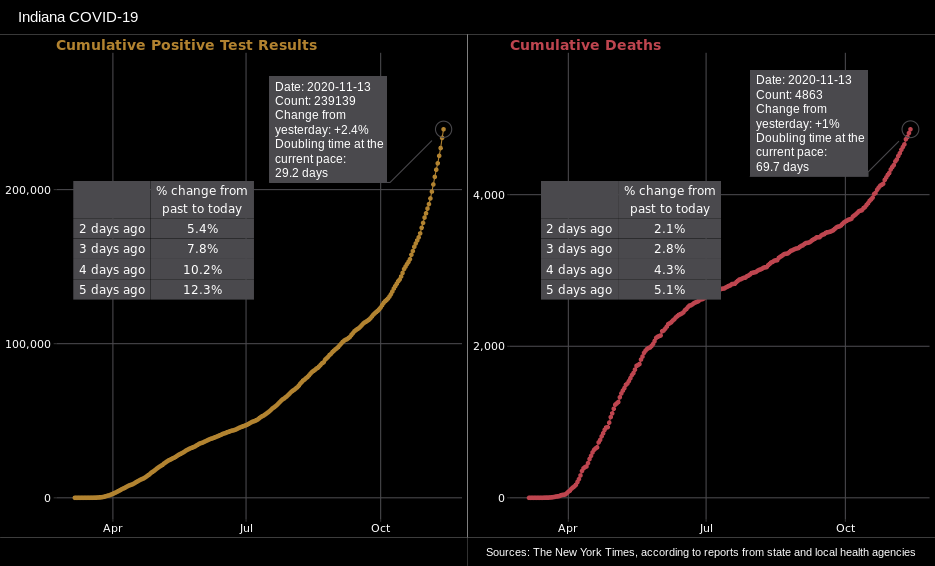 Indiana COVID-19
Cumulative Positive Test Results
Date: 2020-11-13
Count: 239139
Change from
yesterday: +2.4%
Doubling time at the
current pace:
29.2 days
200,000
100,000
0
% change from
past to today
2 days ago 5.4%
3 days ago 7.8%
4 days ago 10.2%
5 days ago 12.3%
Apr Jul Oct
Cumulative Deaths
Date: 2020-11-13
Count: 4863
Change from
yesterday: +1%
Doubling time at the
current pace:
69.7 days
4,000
2,000
0
% change from
past to today
2 days ago 2.1%
3 days ago 2.8%
4 days ago 4.3%
5 days ago 5.1%
Apr Jul Oct
Sources: The New York Times, according to reports from state and local health agencies